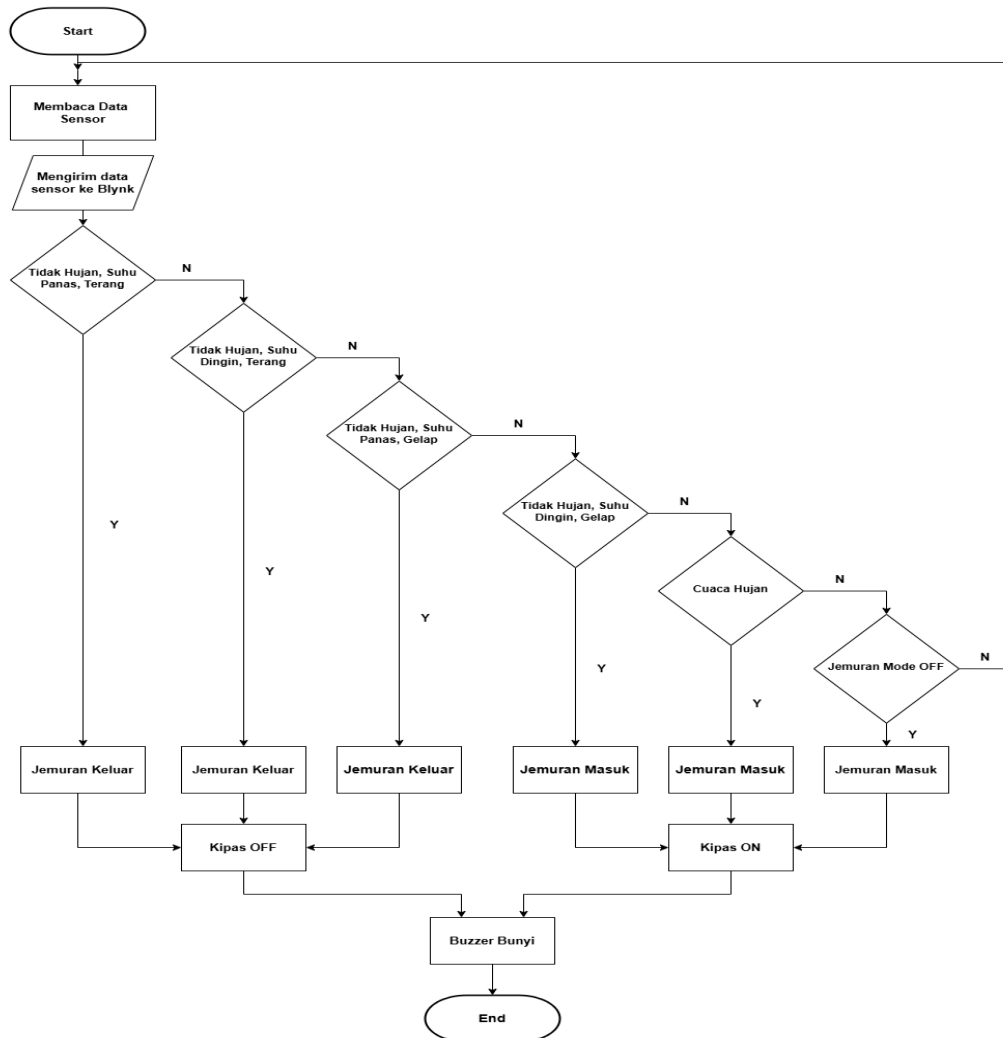 Start
Membaca Data
Sensor
Mengirim data
sensor ke Blynk
Tidak Hujan, Suhu
Panas, Terang
N
Tidak Hujan, Suhu
Dingin, Terang
N
Tidak Hujan, Suhu
Panas, Gelap
N
Tidak Hujan, Suhu
Dingin, Gelap
N
Cuaca Hujan
N
Jemuran Mode OFF
N
Y
Y
Y
Y
Y
Y
Jemuran Keluar
Jemuran Keluar
Jemuran Keluar
Jemuran Masuk
Jemuran Masuk
Jemuran Masuk
Kipas OFF
Kipas ON
Buzzer Bunyi
End